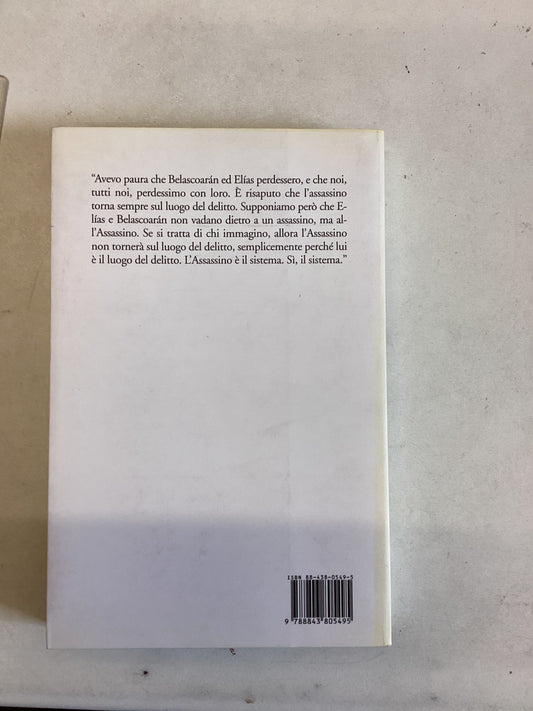 “Avevo paura che Belascoarán ed Elías perdessero, e che noi,
tutti noi, perdessimo con loro. È risaputo che l’assassino
torna sempre sul luogo del delitto. Supponiamo però che E-
lías e Belascoarán non vadano dietro a un assassino, ma al-
l’Assassino. Se si tratta di chi immagino, allora l’Assassino
non tornerà sul luogo del delitto, semplicemente perché lui
è il luogo del delitto. L’Assassino è il sistema. Sì, il sistema.”
ISBN 88-438-0549-5
9 788843 805495